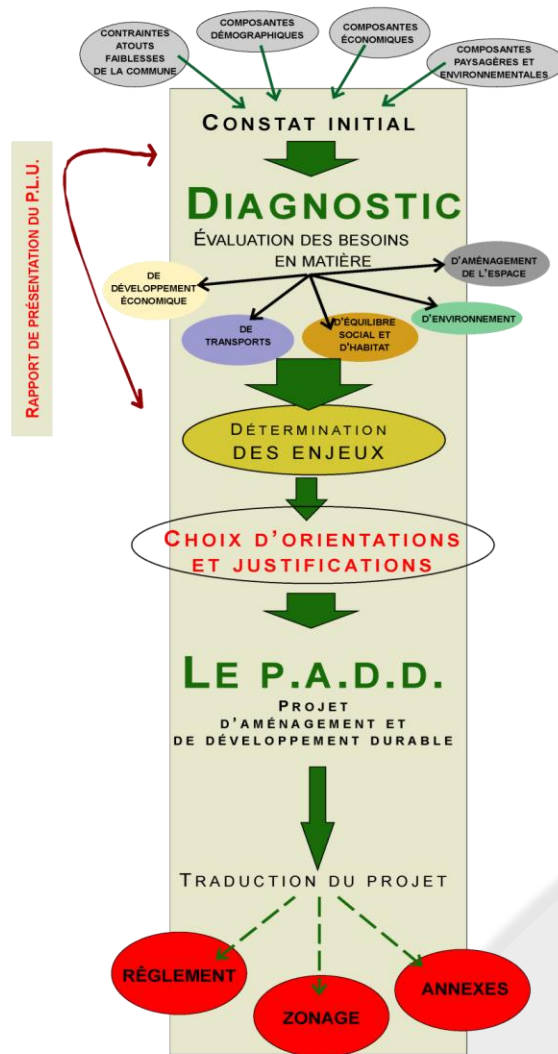 CONTRAINTES
ATOUTS
FAIBLESSES
DE LA COMMUNE
COMPOSANTES
DÉMOGRAPHIQUES
COMPOSANTES
ÉCONOMIQUES
COMPOSANTES
PAYSAGÈRES ET
ENVIRONNEMENTALES
CONSTAT INITIAL
RAPPORT DE PRÉSENTATION DU P.L.U.
DIAGNOSTIC
ÉVALUATION DES BESOINS
EN MATIÈRE
DE
DÉVELOPPEMENT
ÉCONOMIQUE
DE
TRANSPORTS
D'ÉQUILIBRE
SOCIAL ET
D'HABITAT
D'ENVIRONNEMENT
D'AMÉNAGEMENT
DE L'ESPACE
DÉTERMINATION
DES ENJEUX
CHOIX D'ORIENTATIONS
ET JUSTIFICATIONS
LE P.A.D.D.
PROJET
D'AMÉNAGEMENT ET
DE DÉVELOPPEMENT DURABLE
TRADUCTION DU PROJET
RÊGLEMENT
ZONAGE
ANNEXES